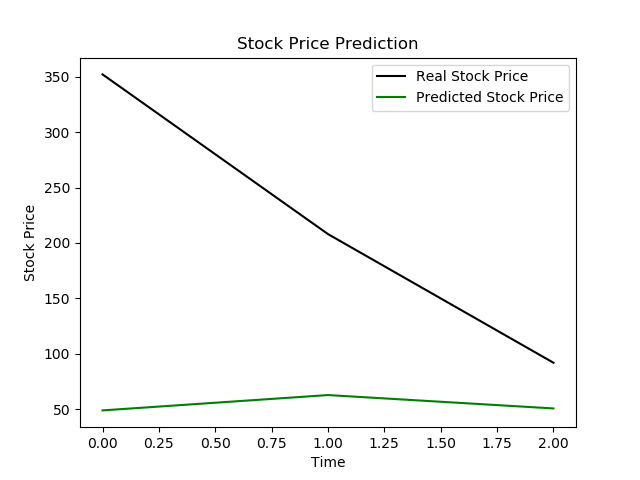 Stock Price Prediction
Real Stock Price
Predicted Stock Price
350
300
250
200
150
100
50
Stock Price
0.00 0.25 0.50 0.75 1.00 1.25 1.50 1.75 2.00
Time